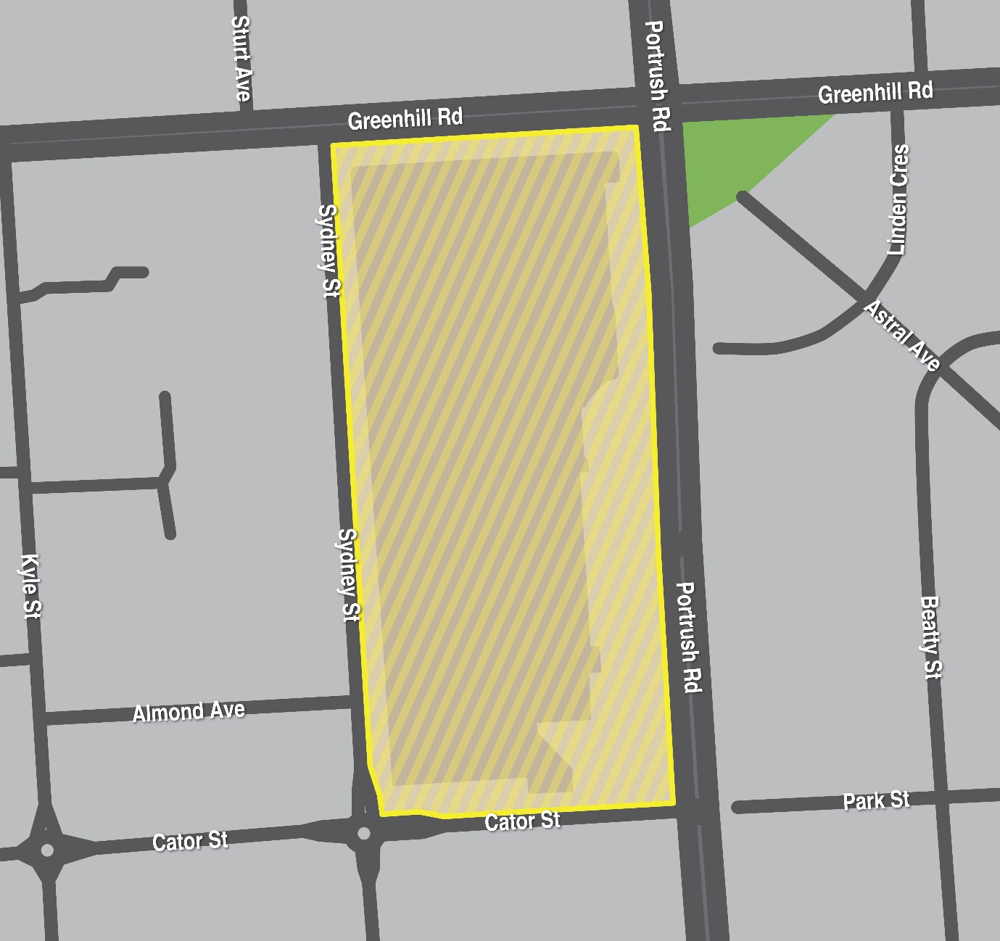 Sturt Ave
Portrush Rd
Greenhill Rd
Greenhill Rd
Linden Cres
Sydney St
Astral Ave
Sydney St
Kyle St
Portrush Rd
Beatty St
Almond Ave
Park St
Cator St
Cator St